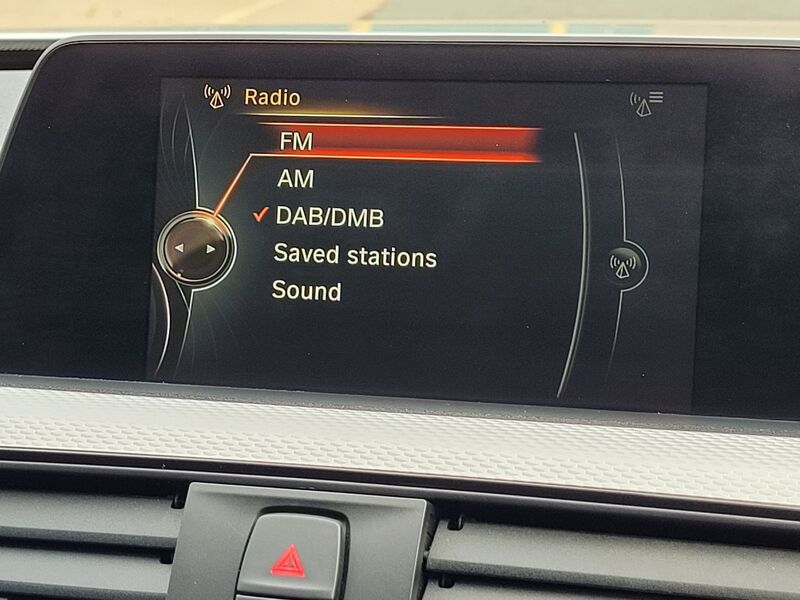 Radio
FM
AM
DAB/DMB
Saved stations
Sound